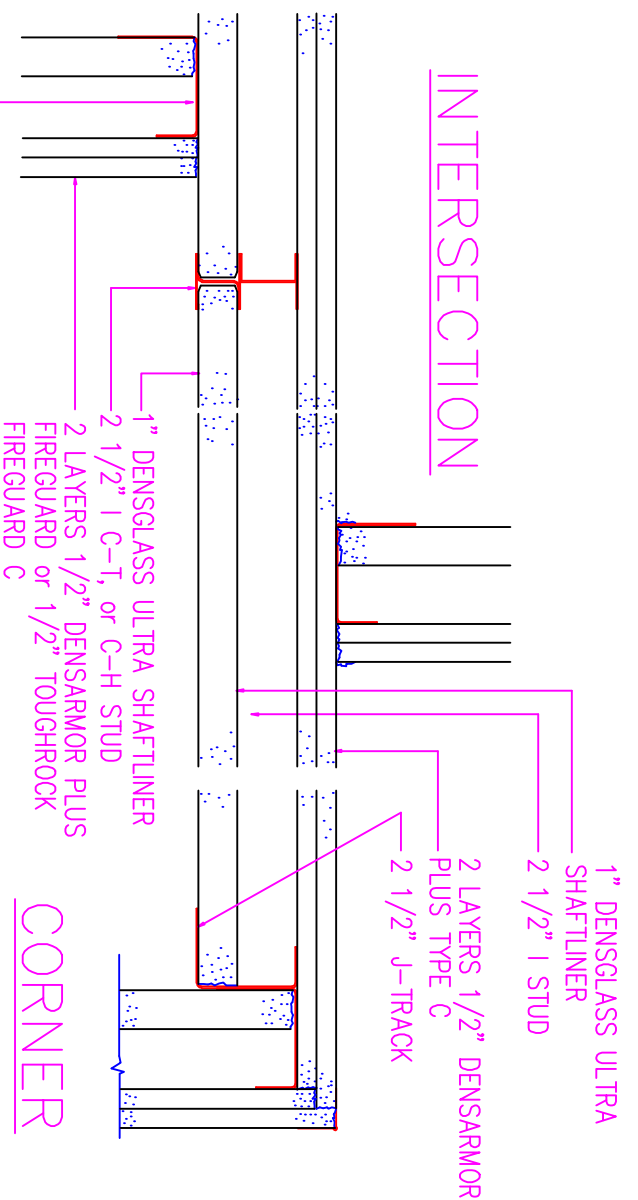 INTERSECTION
1" DENSGLASS ULTRA
SHAFTLINER
2 1/2" I STUD
2 LAYERS 1/2" DENSARMOR
PLUS TYPE C
2 1/2" J-TRACK
1" DENSGLASS ULTRA SHAFTLINER
2 1/2" I C-T, or C-H STUD
2 LAYERS 1/2" DENSARMOR PLUS
FIREGUARD or 1/2" TOUGHROCK
FIREGUARD C
CORNER